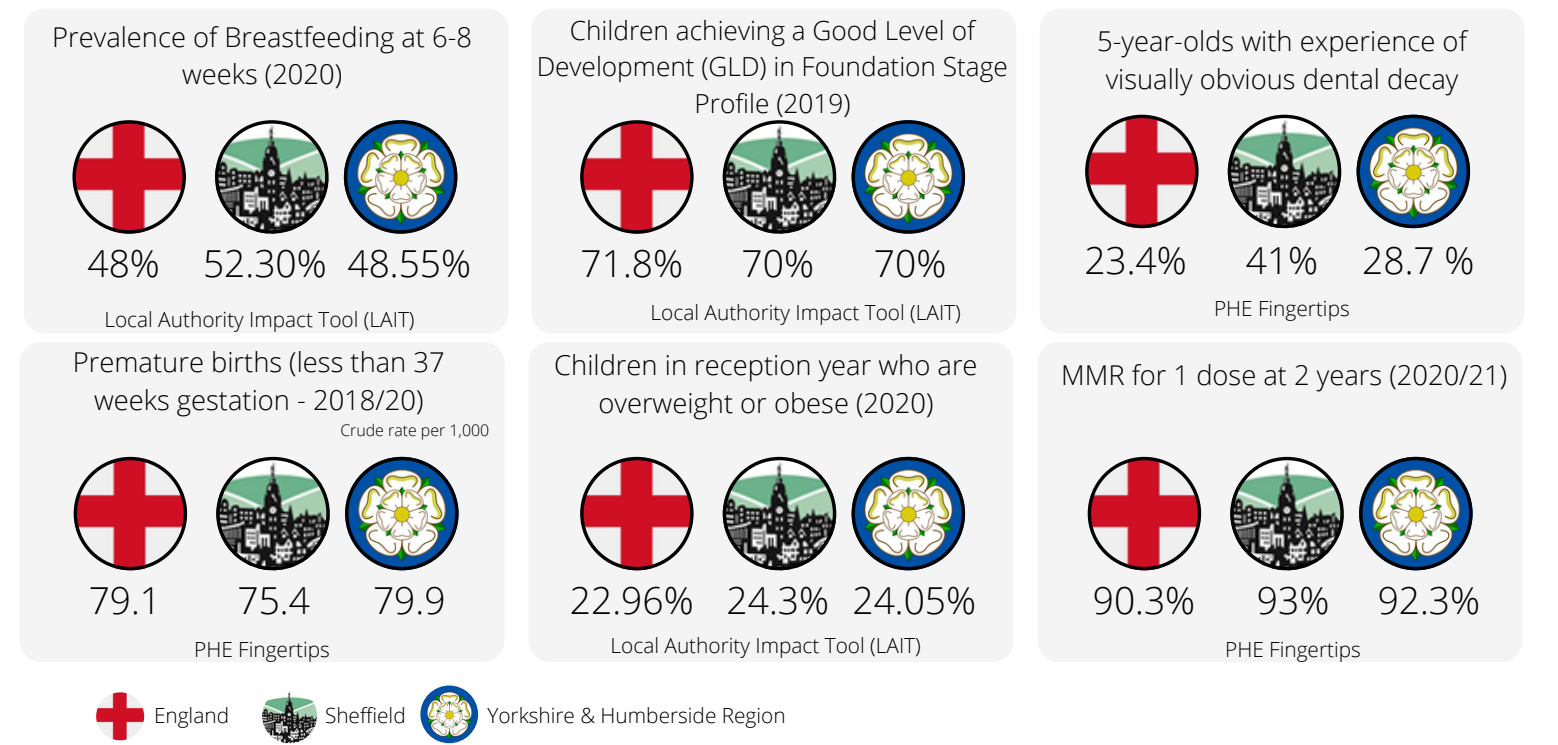 Prevalence of Breastfeeding at 6-8
weeks (2020)
48% 52.30% 48.55%
Local Authority Impact Tool (LAIT)
Children achieving a Good Level of
Development (GLD) in Foundation Stage
Profile (2019)
71.8% 70% 70%
Local Authority Impact Tool (LAIT)
5-year-olds with experience of
visually obvious dental decay
23.4% 41% 28.7 %
PHE Fingertips
Premature births (less than 37
weeks gestation - 2018/20)
Crude rate per 1,000
79.1 75.4 79.9
PHE Fingertips
Children in reception year who are
overweight or obese (2020)
22.96% 24.3% 24.05%
Local Authority Impact Tool (LAIT)
MMR for 1 dose at 2 years (2020/21)
90.3% 93% 92.3%
PHE Fingertips
England Sheffield Yorkshire & Humberside Region